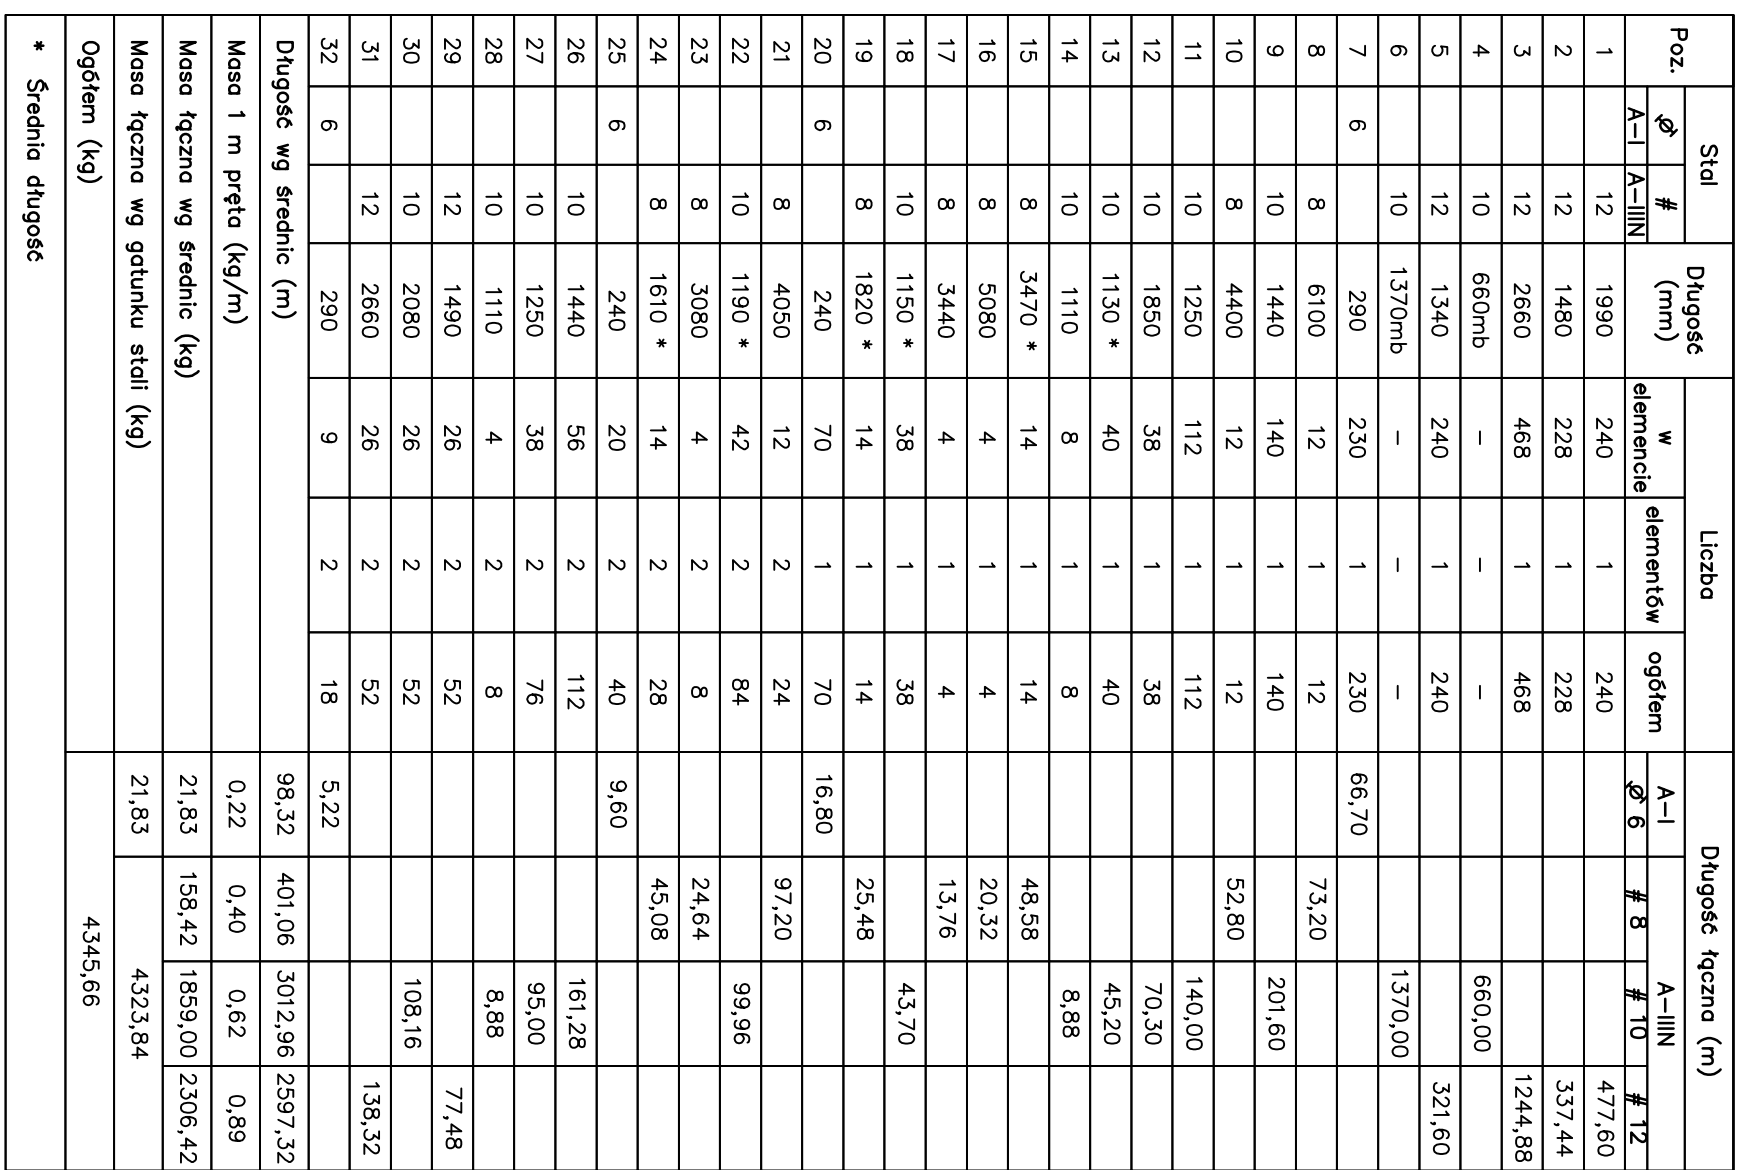 Poz. Stal Długość (mm) Liczba Długość łączna (m)
ø # w elemencie elementów ogółem A-I A-IIIN
A-I A-IIIN ø 6 # 8 # 10 # 12
1 12 1990 240 1 240 477,60
2 12 1480 228 1 228 337,44
3 12 2660 468 1 468 1244,88
4 10 660mb - - - 660,00
5 12 1340 240 1 240 321,60
6 10 1370mb - - - 1370,00
7 6 290 230 1 230 66,70
8 8 6100 12 1 12 73,20
9 10 1440 140 1 140 201,60
10 8 4400 12 1 12 52,80
11 10 1250 112 1 112 140,00
12 10 1850 38 1 38 70,30
13 10 1130 * 40 1 40 45,20
14 10 1110 8 1 8 8,88
15 8 3470 * 14 1 14 48,58
16 8 5080 4 1 4 20,32
17 8 3440 4 1 4 13,76
18 10 1150 * 38 1 38 43,70
19 8 1820 * 14 1 14 25,48
20 6 240 70 1 70 16,80
21 8 4050 12 2 24 97,20
22 10 1190 * 42 2 84 99,96
23 8 3080 4 2 8 24,64
24 8 1610 * 14 2 28 45,08
25 6 240 20 2 40 9,60
26 10 1440 56 2 112 161,28
27 10 1250 38 2 76 95,00
28 10 1110 4 2 8 8,88
29 12 1490 26 2 52 77,48
30 10 2080 26 2 52 108,16
31 12 2660 26 2 52 138,32
32 6 290 9 2 18 5,22
Długość wg średnic (m) 98,32 401,06 3012,96 2597,32
Masa 1 m pręta (kg/m) 0,22 0,40 0,62 0,89
Masa łączna wg średnic (kg) 21,83 158,42 1859,00 2306,42
Masa łączna wg gatunku stali (kg) 21,83 4323,84
Ogółem (kg) 4345,66
* Średnia długość